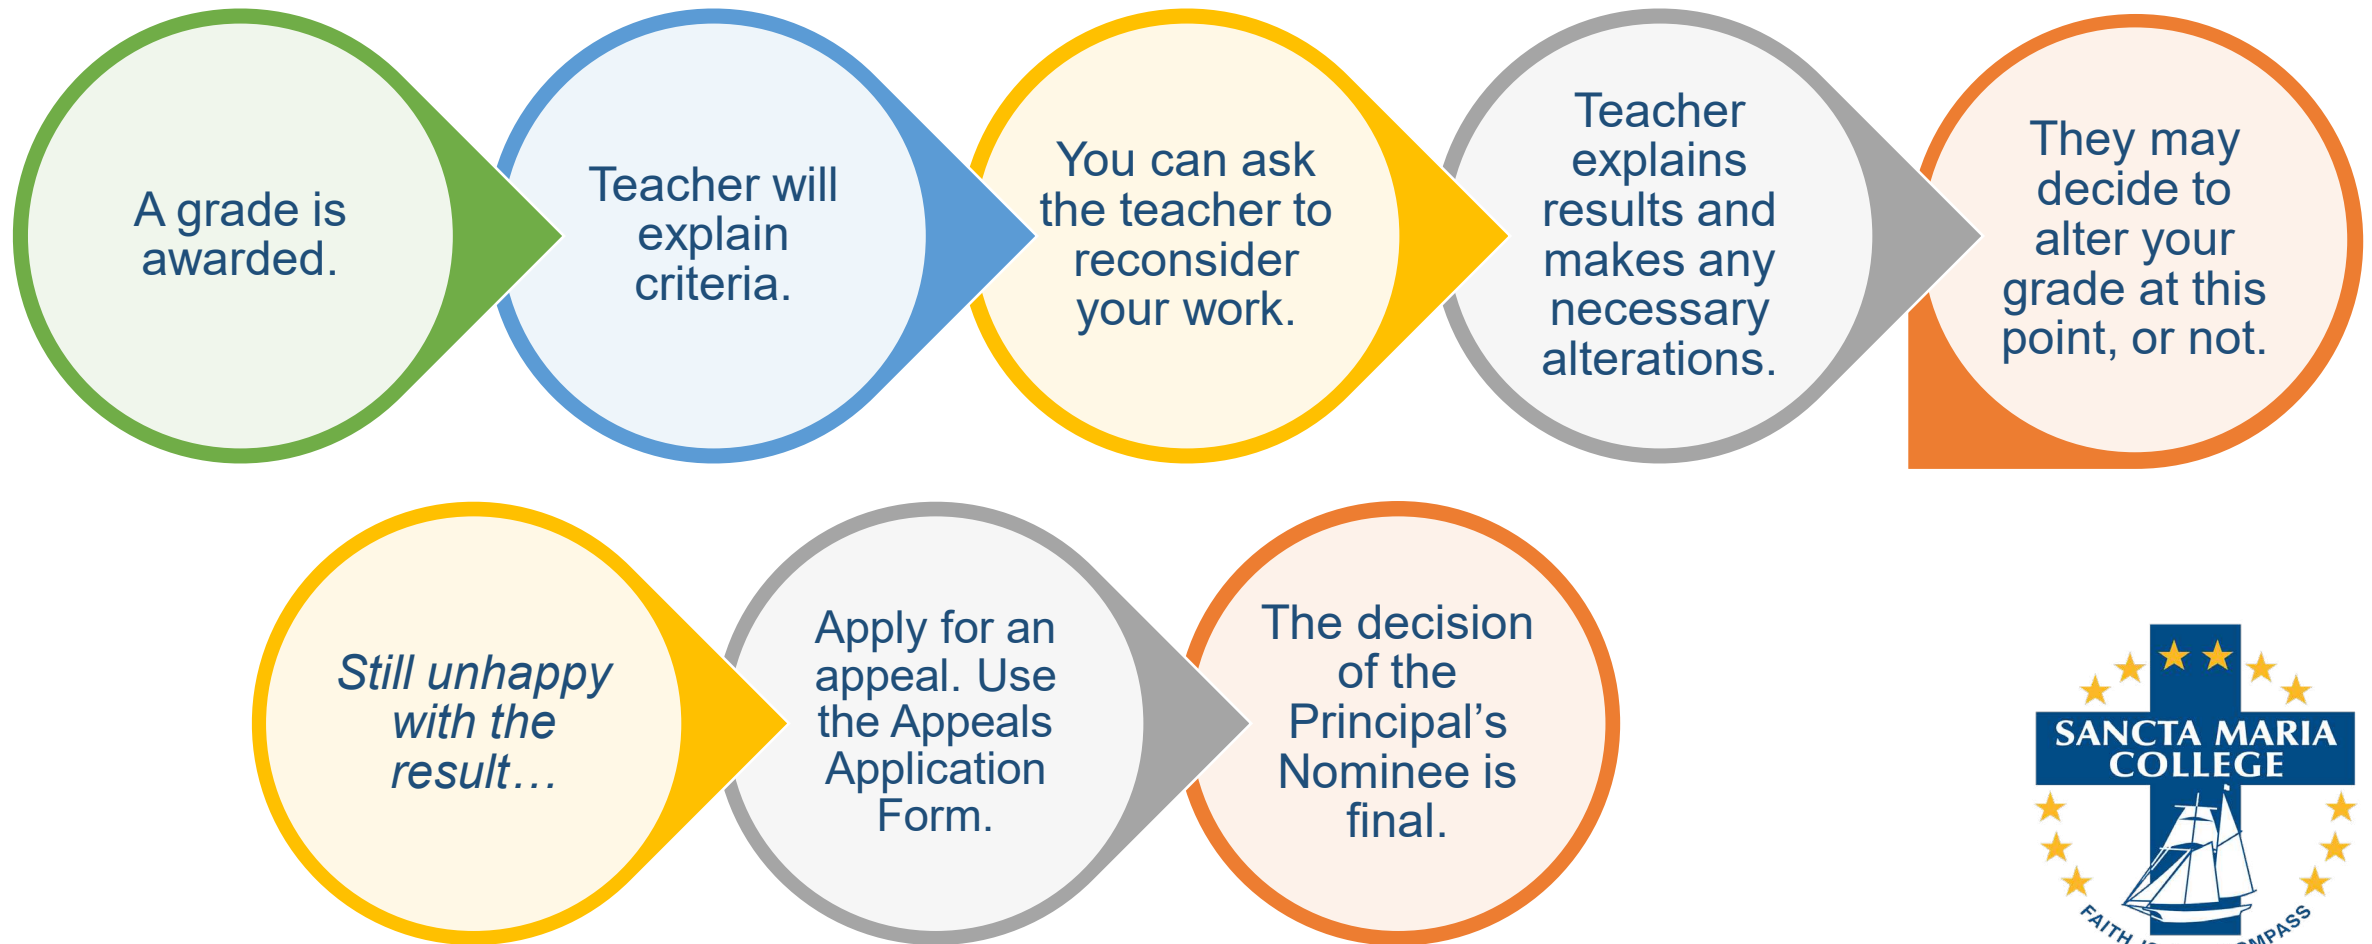 A grade is
awarded.
Teacher will
explain
criteria.
You can ask
the teacher to
reconsider
your work.
Teacher
explains
results and
makes any
necessary
alterations.
They may
decide to
alter your
grade at this
point, or not.
Still unhappy
with the
result…
Apply for an
appeal. Use
the Appeals
Application
Form.
The decision
of the
Principal’s
Nominee is
final.
SANCTA MARIA
COLLEGE
FAITH